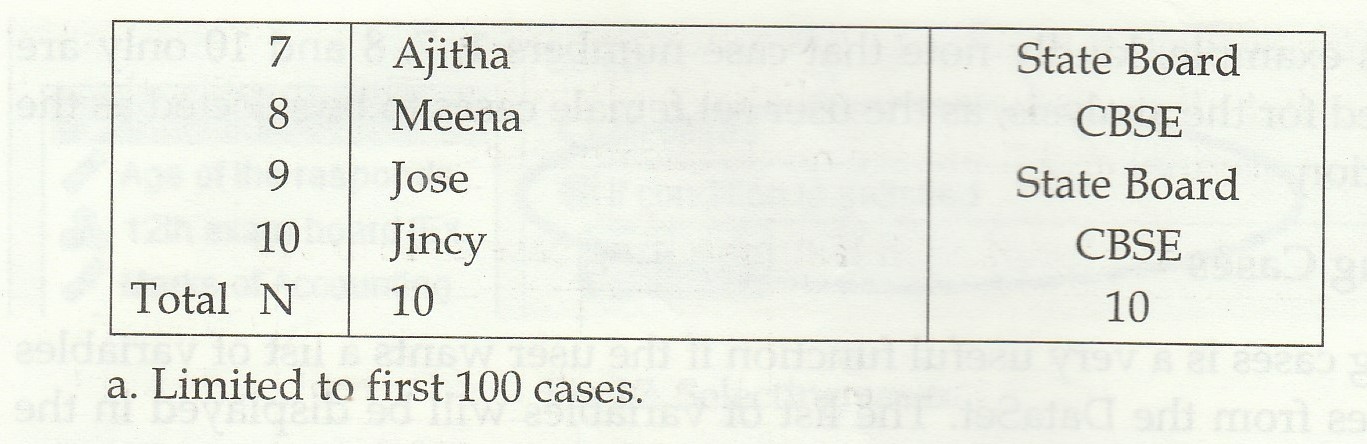 7 Ajitha State Board
8 Meena CBSE
9 Jose State Board
10 Jincy CBSE
Total N 10 10
a. Limited to first 100 cases.